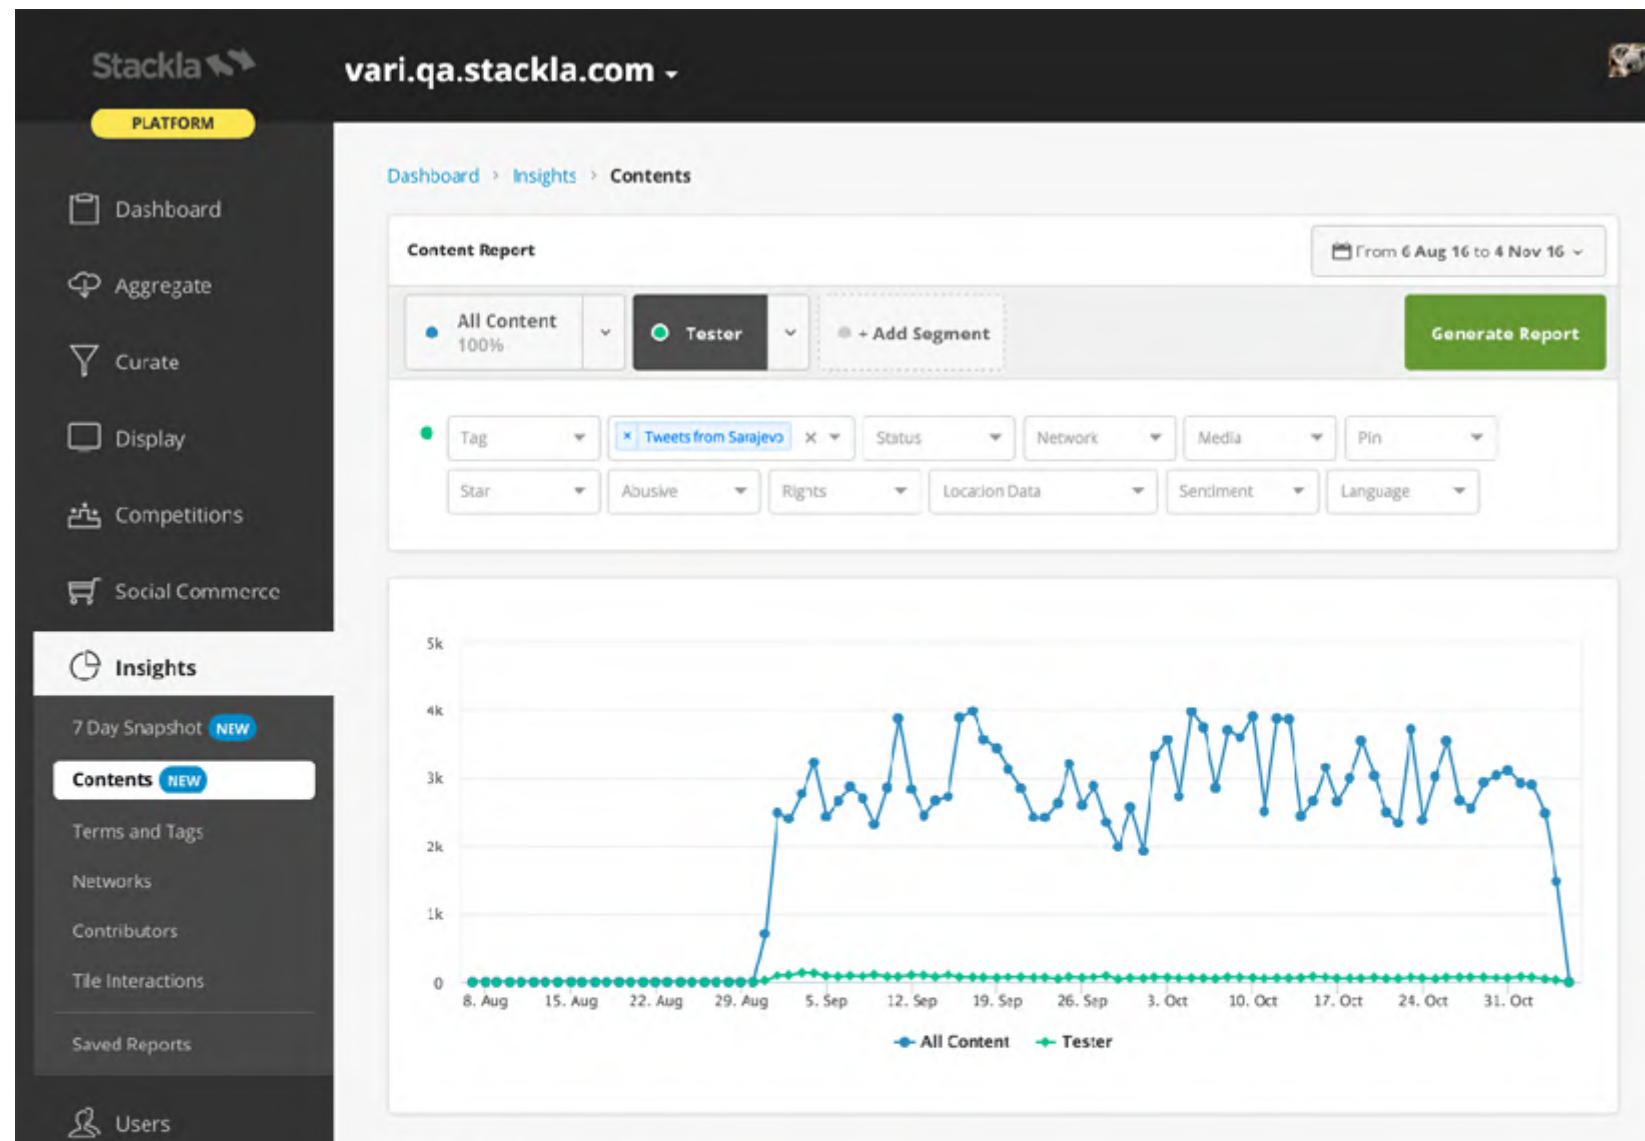 Stackla
vari.qa.stackla.com
PLATFORM
Dashboard
Aggregate
Curate
Display
Competitions
Social Commerce
Insights
7 Day Snapshot NEW
Contents NEW
Terms and Tags
Networks
Contributors
Tile Interactions
Saved Reports
Users
Dashboard > Insights > Contents
Content Report
From 6 Aug 16 to 4 Nov 16
All Content
100%
Tester
+ Add Segment
Generate Report
Tag
× Tweets from Sarajevo ×
Status
Network
Media
Pin
Star
Abusive
Rights
Location Data
Sentiment
Language
5k
4k
3k
2k
1k
0
8. Aug 15. Aug 22. Aug 29. Aug 5. Sep 12. Sep 19. Sep 26. Sep 3. Oct 10. Oct 17. Oct 24. Oct 31. Oct
All Content Tester